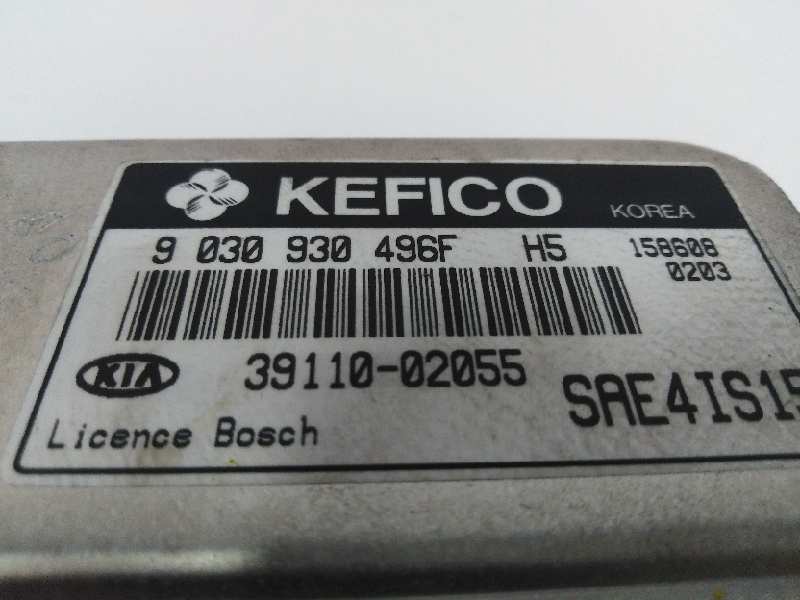 KEFICO KOREA
9 030 930 496F H5 158608
0203
KIA 39110-02055 SAE4IS15
Licence Bosch